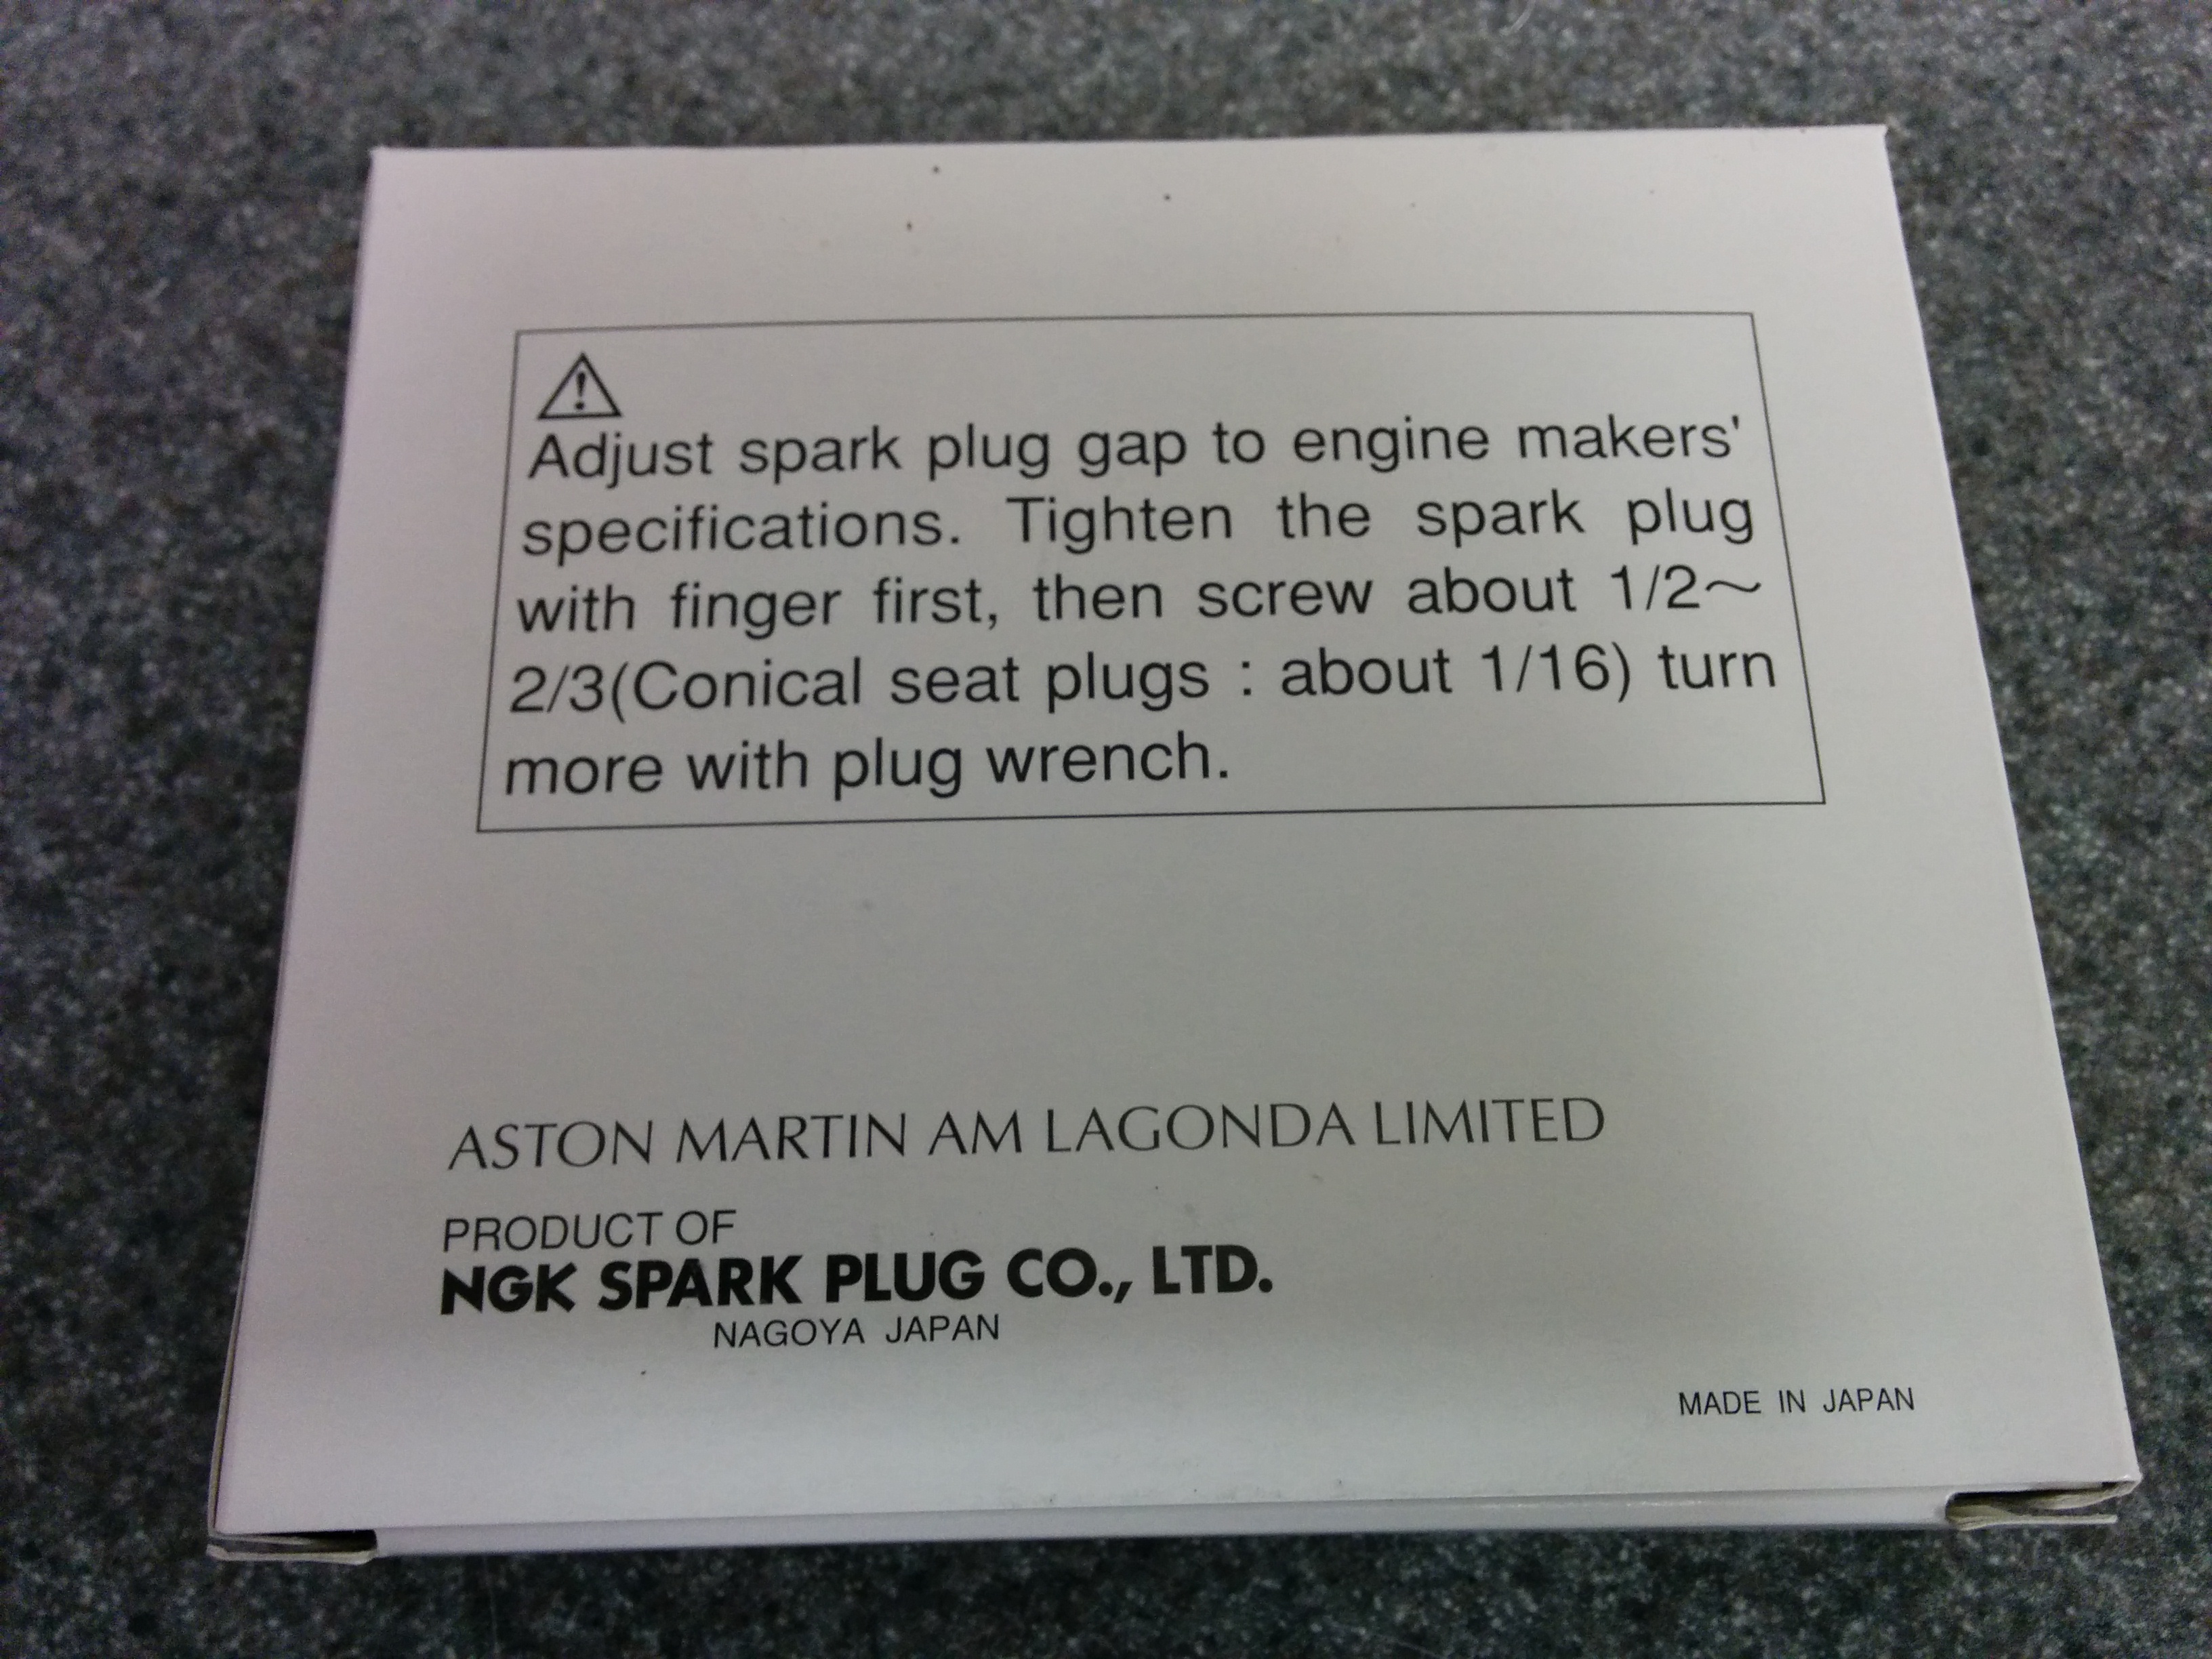 Adjust spark plug gap to engine makers'
specifications. Tighten the spark plug
with finger first, then screw about 1/2~
2/3(Conical seat plugs : about 1/16) turn
more with plug wrench.
ASTON MARTIN AM LAGONDA LIMITED
PRODUCT OF
NGK SPARK PLUG CO., LTD.
NAGOYA JAPAN
MADE IN JAPAN